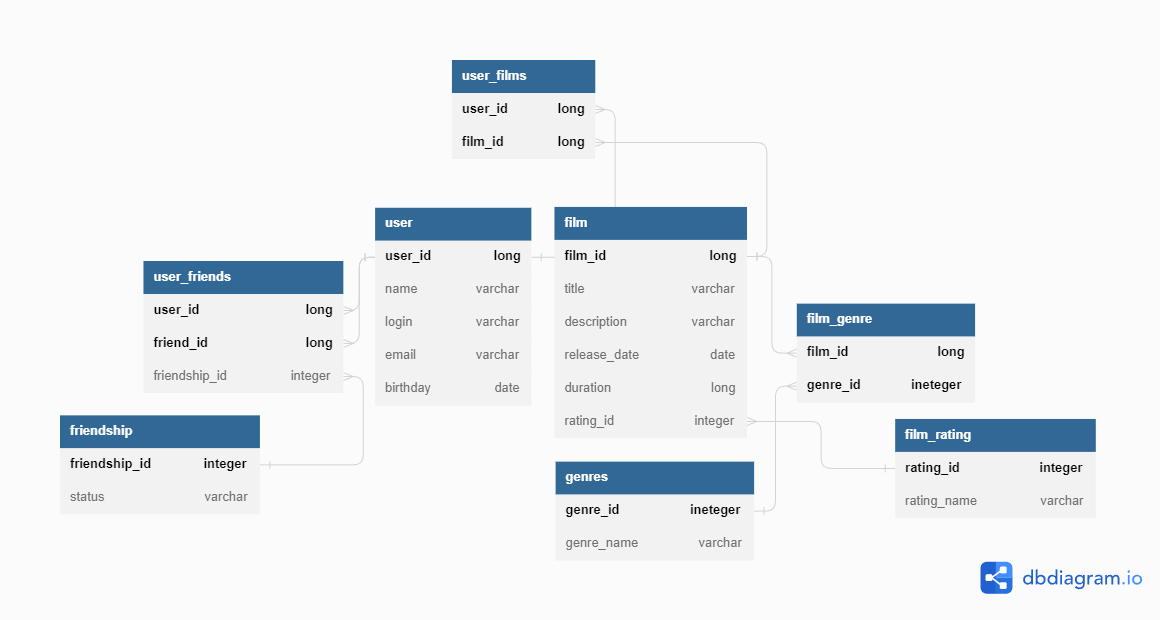 user_films
user_id long
film_id long
user
user_id long
name varchar
login varchar
email varchar
birthday date
film
film_id long
title varchar
description varchar
release_date date
duration long
rating_id integer
user_friends
user_id long
friend_id long
friendship_id integer
film_genre
film_id long
genre_id ineteger
friendship
friendship_id integer
status varchar
film_rating
rating_id integer
rating_name varchar
genres
genre_id ineteger
genre_name varchar
dbdiagram.io